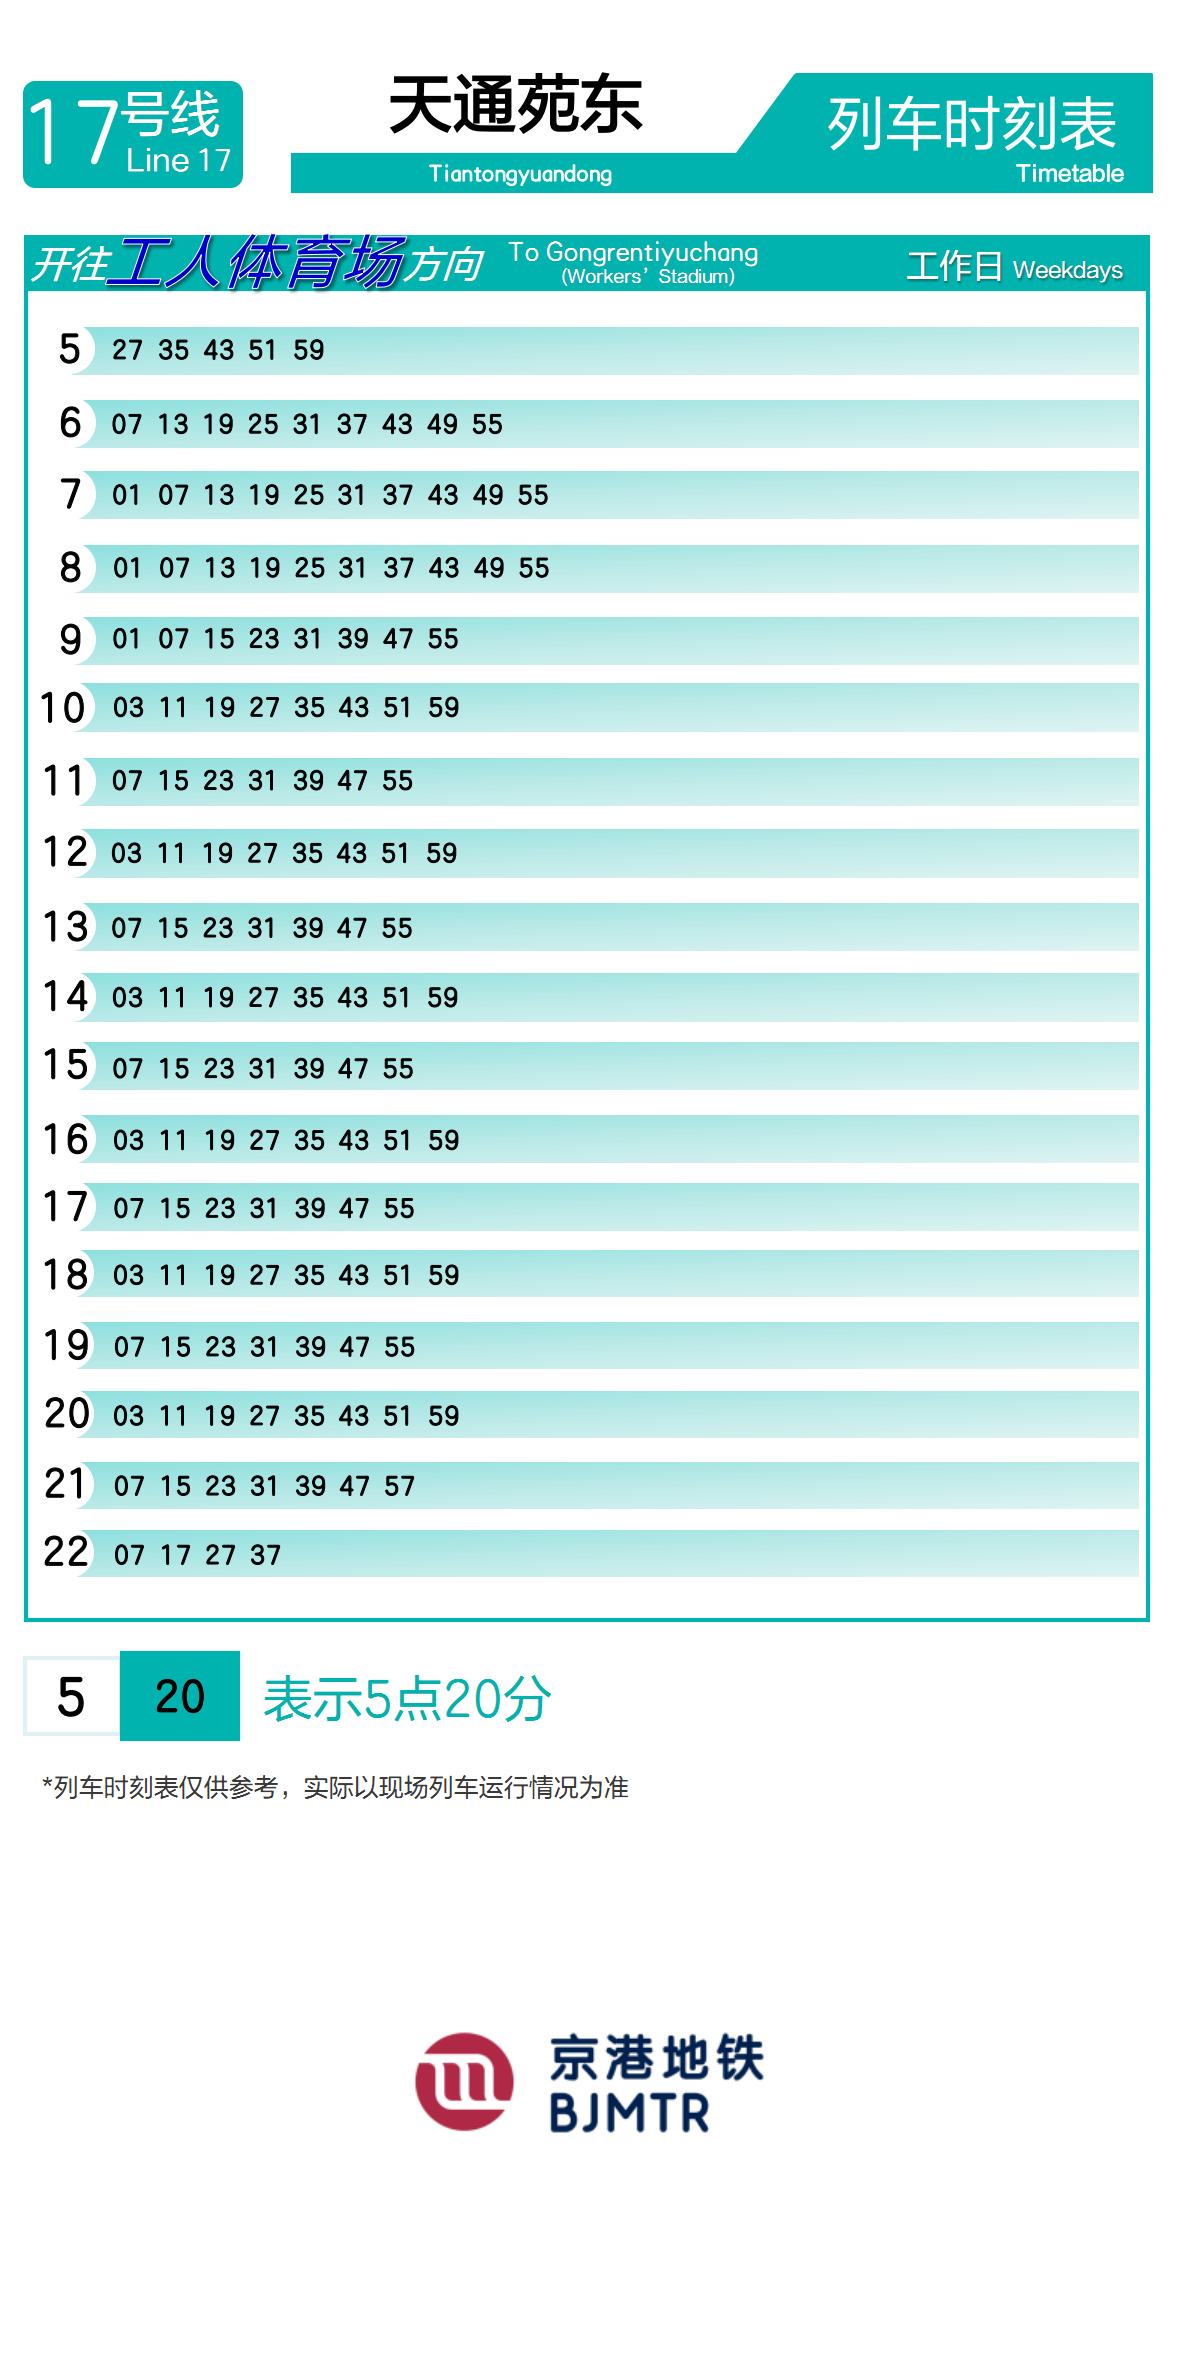 17号线
Line 17
天通苑东
Tiantongyuandong
列车时刻表
Timetable
开往工人体育场方向 To Gongrentiyuchang
(Workers’ Stadium)
工作日 Weekdays
5 27 35 43 51 59
6 07 13 19 25 31 37 43 49 55
7 01 07 13 19 25 31 37 43 49 55
8 01 07 13 19 25 31 37 43 49 55
9 01 07 15 23 31 39 47 55
10 03 11 19 27 35 43 51 59
11 07 15 23 31 39 47 55
12 03 11 19 27 35 43 51 59
13 07 15 23 31 39 47 55
14 03 11 19 27 35 43 51 59
15 07 15 23 31 39 47 55
16 03 11 19 27 35 43 51 59
17 07 15 23 31 39 47 55
18 03 11 19 27 35 43 51 59
19 07 15 23 31 39 47 55
20 03 11 19 27 35 43 51 59
21 07 15 23 31 39 47 57
22 07 17 27 37
5 20 表示5点20分
*列车时刻表仅供参考，实际以现场列车运行情况为准
京港地铁
BJMTR